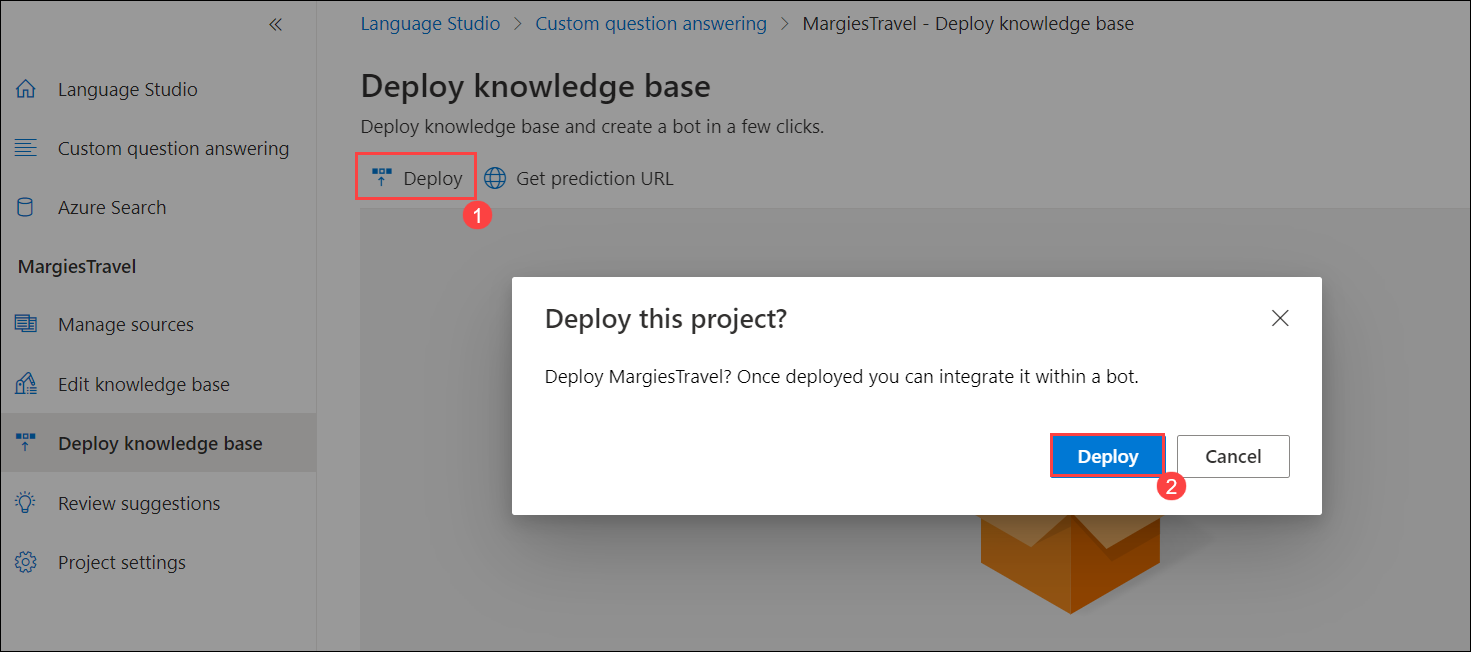 Language Studio > Custom question answering > MargiesTravel - Deploy knowledge base
Language Studio
Custom question answering
Azure Search
MargiesTravel
Manage sources
Edit knowledge base
Deploy knowledge base
Review suggestions
Project settings
Deploy knowledge base
Deploy knowledge base and create a bot in a few clicks.
Deploy Get prediction URL
1
Deploy this project?
Deploy MargiesTravel? Once deployed you can integrate it within a bot.
Deploy Cancel
2